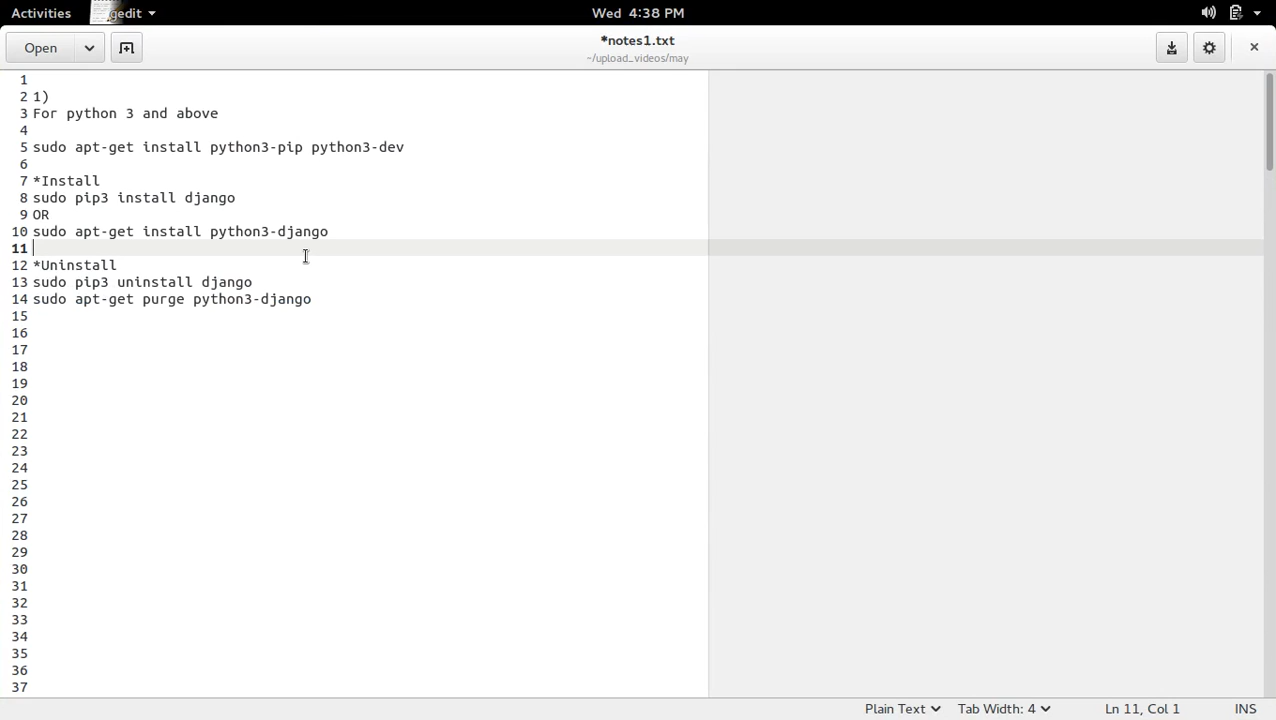 Activities gedit Wed 4:38 PM
Open *notes1.txt
~/upload_videos/may
1
2 1)
3 For python 3 and above
4
5 sudo apt-get install python3-pip python3-dev
6
7 *Install
8 sudo pip3 install django
9 OR
10 sudo apt-get install python3-django
11
12 *Uninstall
13 sudo pip3 uninstall django
14 sudo apt-get purge python3-django
15
16
17
18
19
20
21
22
23
24
25
26
27
28
29
30
31
32
33
34
35
36
37
Plain Text Tab Width: 4 Ln 11, Col 1 INS